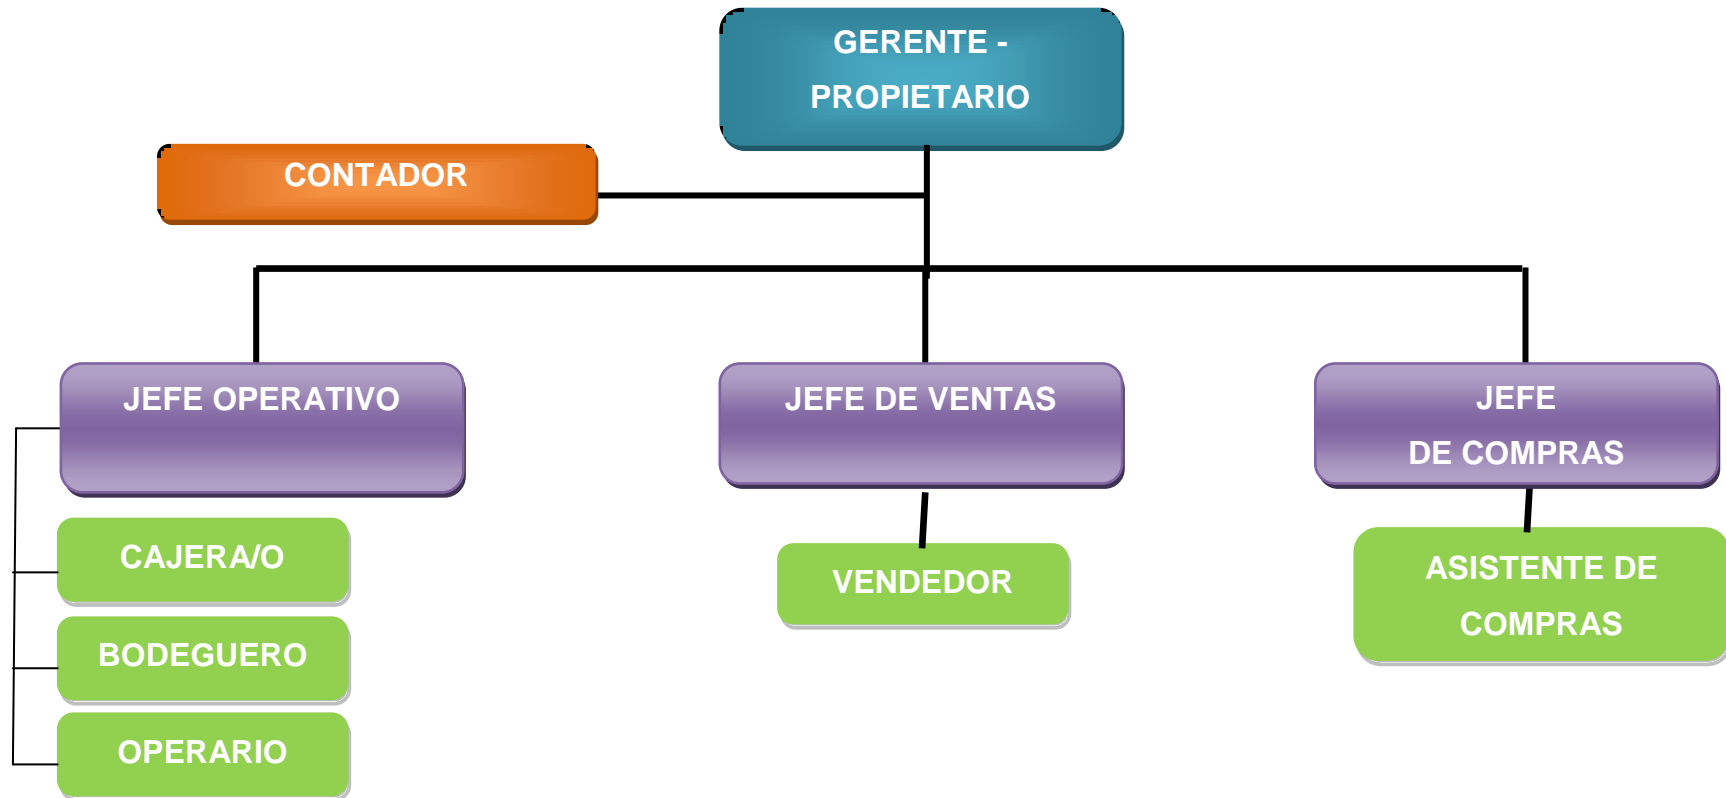 GERENTE -
PROPIETARIO
CONTADOR
JEFE OPERATIVO
JEFE DE VENTAS
JEFE
DE COMPRAS
CAJERA/O
BODEGUERO
OPERARIO
VENDEDOR
ASISTENTE DE
COMPRAS